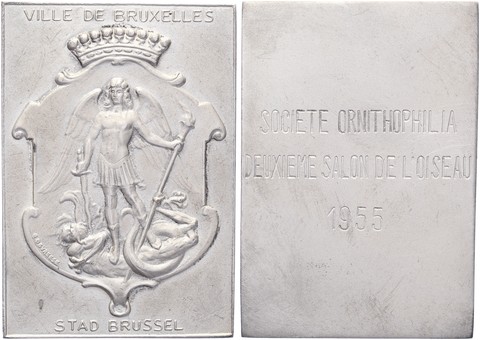 VILLE DE BRUXELLES
STAD BRUSSEL
SOCIETE ORNITHOPHILIA
DEUXIEME SALON DE L'OISEAU
1955